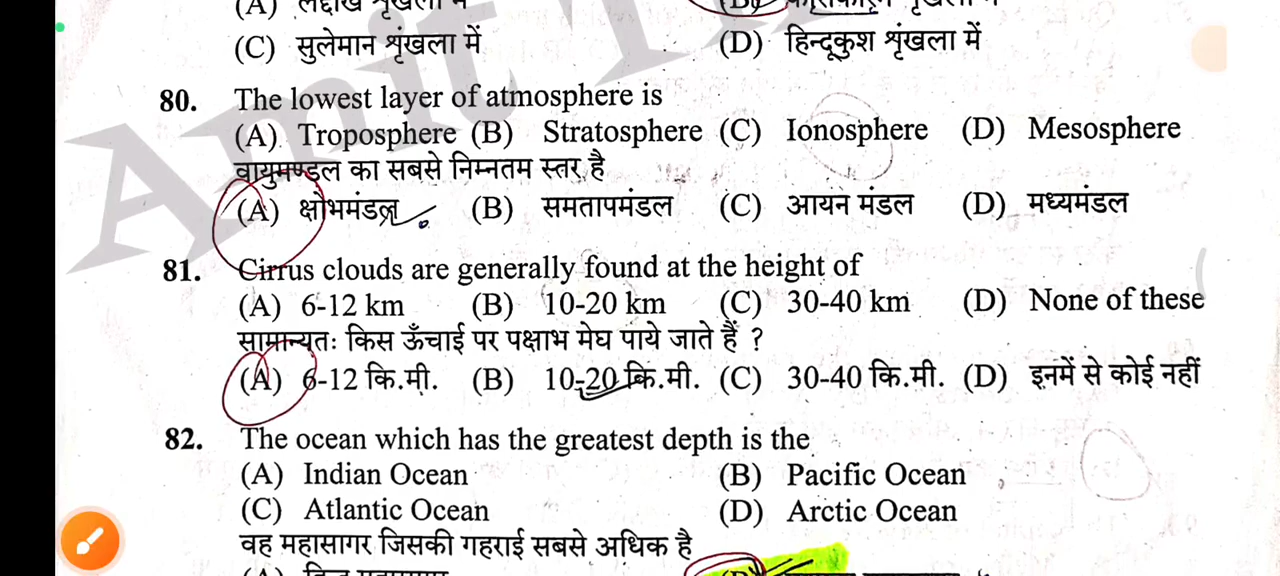 (A) लद्दाख शृंखला में
(C) सुलेमान शृंखला में (D) हिन्दूकुश शृंखला में
80. The lowest layer of atmosphere is
(A) Troposphere (B) Stratosphere (C) Ionosphere (D) Mesosphere
वायुमण्डल का सबसे निम्नतम स्तर है
(A) क्षोभमंडल (B) समतापमंडल (C) आयन मंडल (D) मध्यमंडल
81. Cirrus clouds are generally found at the height of
(A) 6-12 km (B) 10-20 km (C) 30-40 km (D) None of these
सामान्यतः किस ऊँचाई पर पक्षाभ मेघ पाये जाते हैं ?
(A) 6-12 कि.मी. (B) 10-20 कि.मी. (C) 30-40 कि.मी. (D) इनमें से कोई नहीं
82. The ocean which has the greatest depth is the
(A) Indian Ocean (B) Pacific Ocean
(C) Atlantic Ocean (D) Arctic Ocean
वह महासागर जिसकी गहराई सबसे अधिक है
Amit